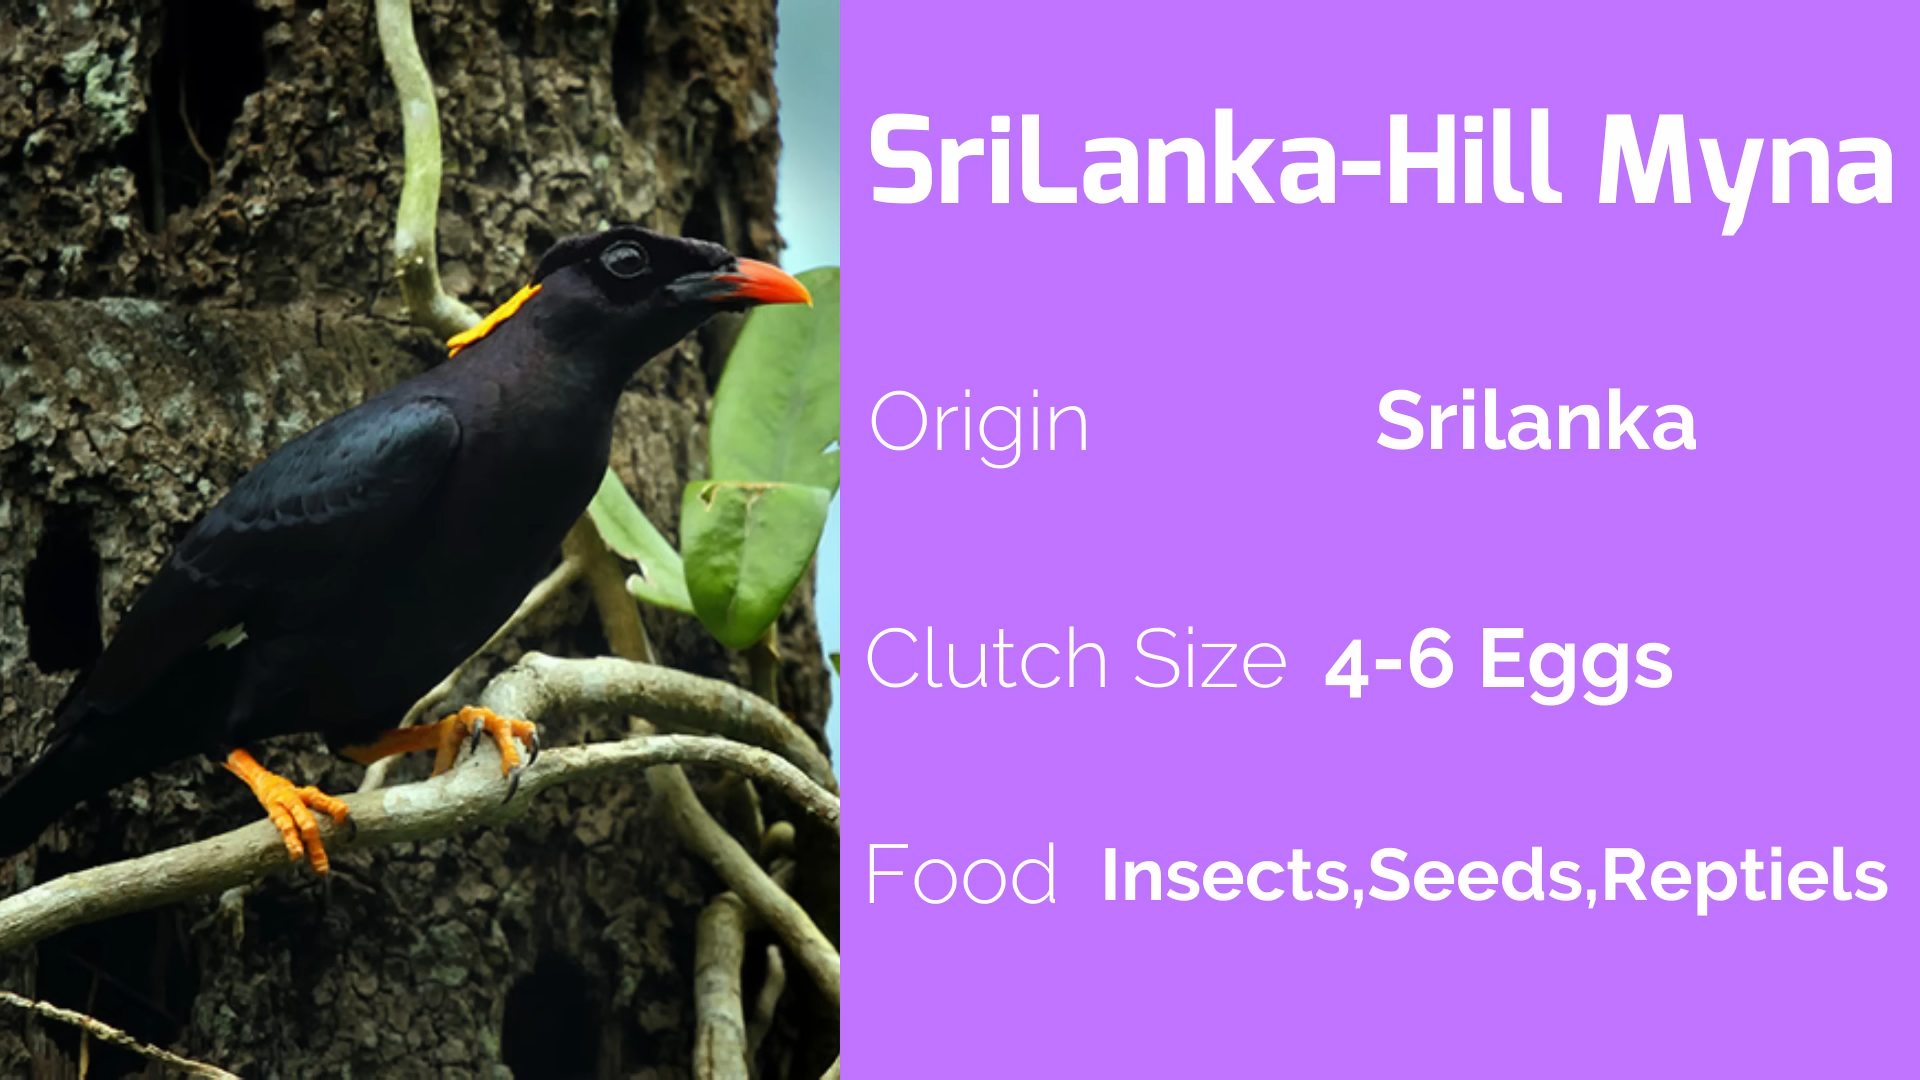 SriLanka-Hill Myna
Origin Srilanka
Clutch Size 4-6 Eggs
Food Insects,Seeds,Reptiels